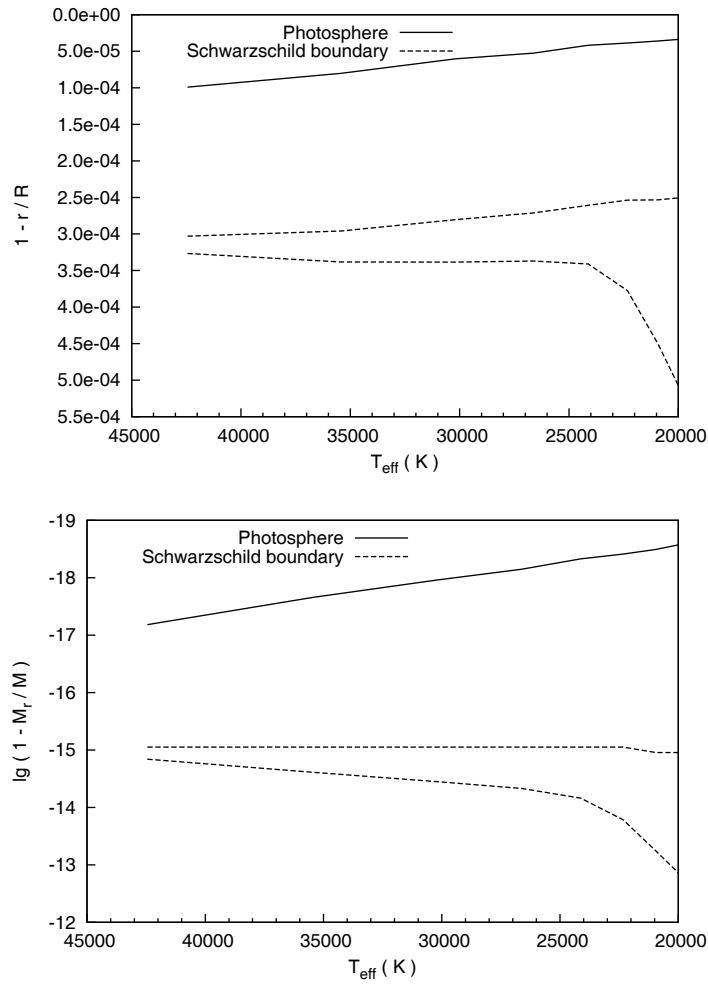 0.0e+00
5.0e-05
1.0e-04
1.5e-04
2.0e-04
2.5e-04
3.0e-04
3.5e-04
4.0e-04
4.5e-04
5.0e-04
5.5e-04
1 - r / R
Photosphere
Schwarzschild boundary
45000 40000 35000 30000 25000 20000
T_eff ( K )
-19
-18
-17
-16
-15
-14
-13
-12
lg ( 1 - M_r / M )
Photosphere
Schwarzschild boundary
45000 40000 35000 30000 25000 20000
T_eff ( K )